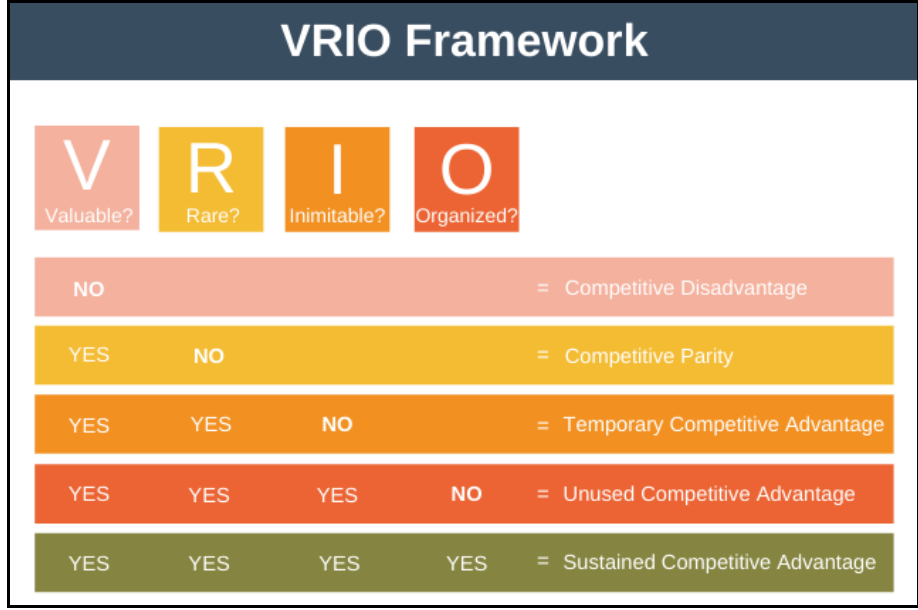 VRIO Framework
V R I O
Valuable? Rare? Inimitable? Organized?
NO = Competitive Disadvantage
YES NO = Competitive Parity
YES YES NO = Temporary Competitive Advantage
YES YES YES NO = Unused Competitive Advantage
YES YES YES YES = Sustained Competitive Advantage